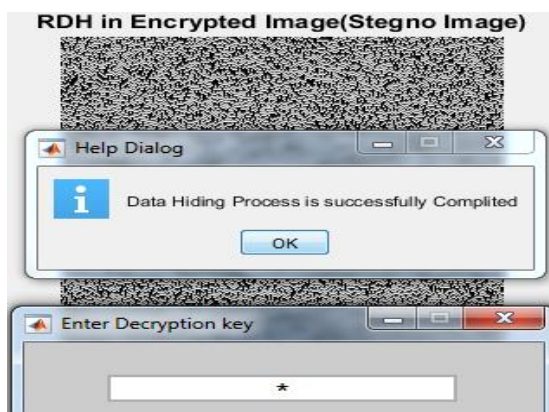 RDH in Encrypted Image(Stegno Image)
Help Dialog
Data Hiding Process is successfully Complited
OK
Enter Decryption key
*